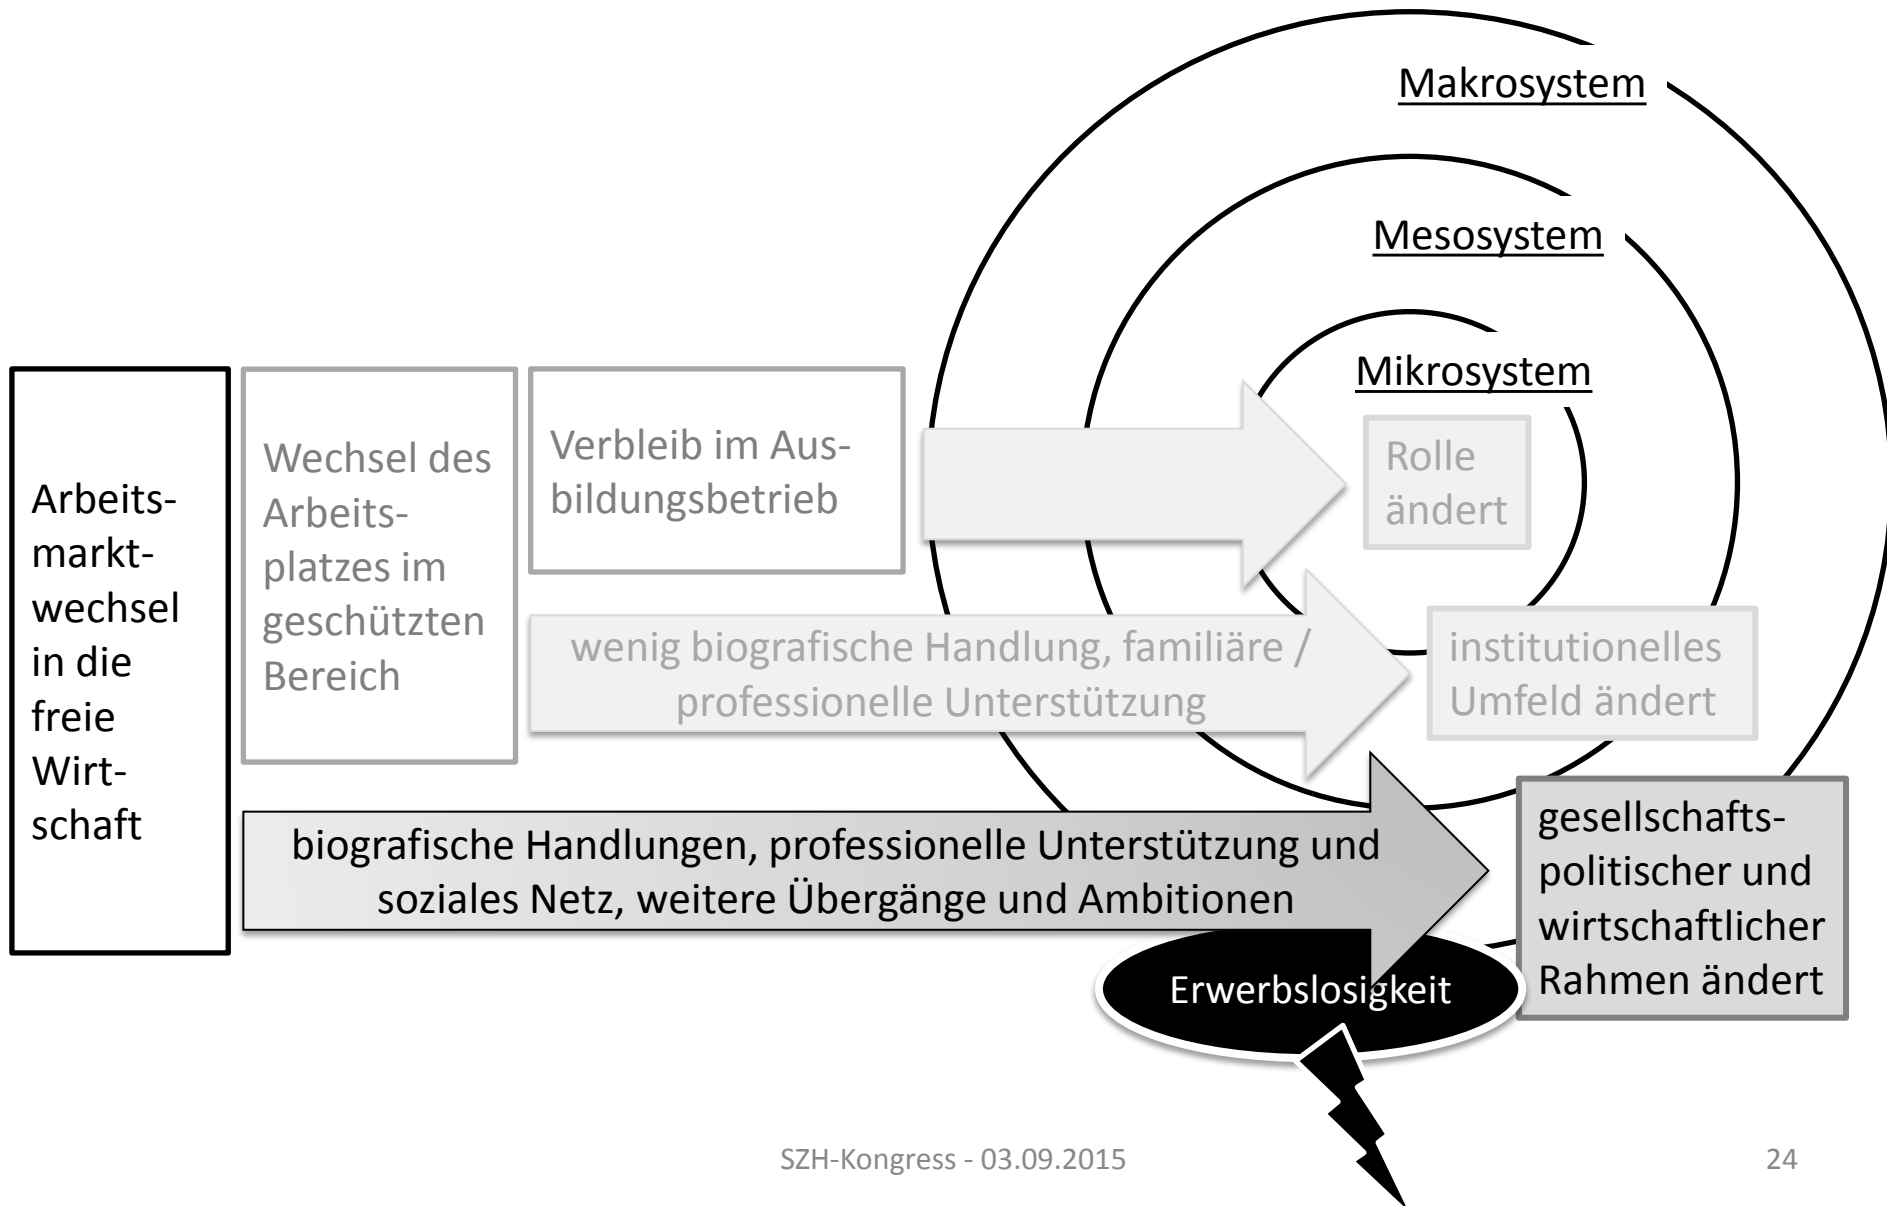 Makrosystem
Mesosystem
Mikrosystem
Arbeits-
markt-
wechsel
in die
freie
Wirt-
schaft
Wechsel des
Arbeits-
platzes im
geschützten
Bereich
Verbleib im Aus-
bildungsbetrieb
Rolle
ändert
wenig biografische Handlung, familiäre /
professionelle Unterstützung
institutionelles
Umfeld ändert
biografische Handlungen, professionelle Unterstützung und
soziales Netz, weitere Übergänge und Ambitionen
gesellschafts-
politischer und
wirtschaftlicher
Rahmen ändert
Erwerbslosigkeit
SZH-Kongress - 03.09.2015
24